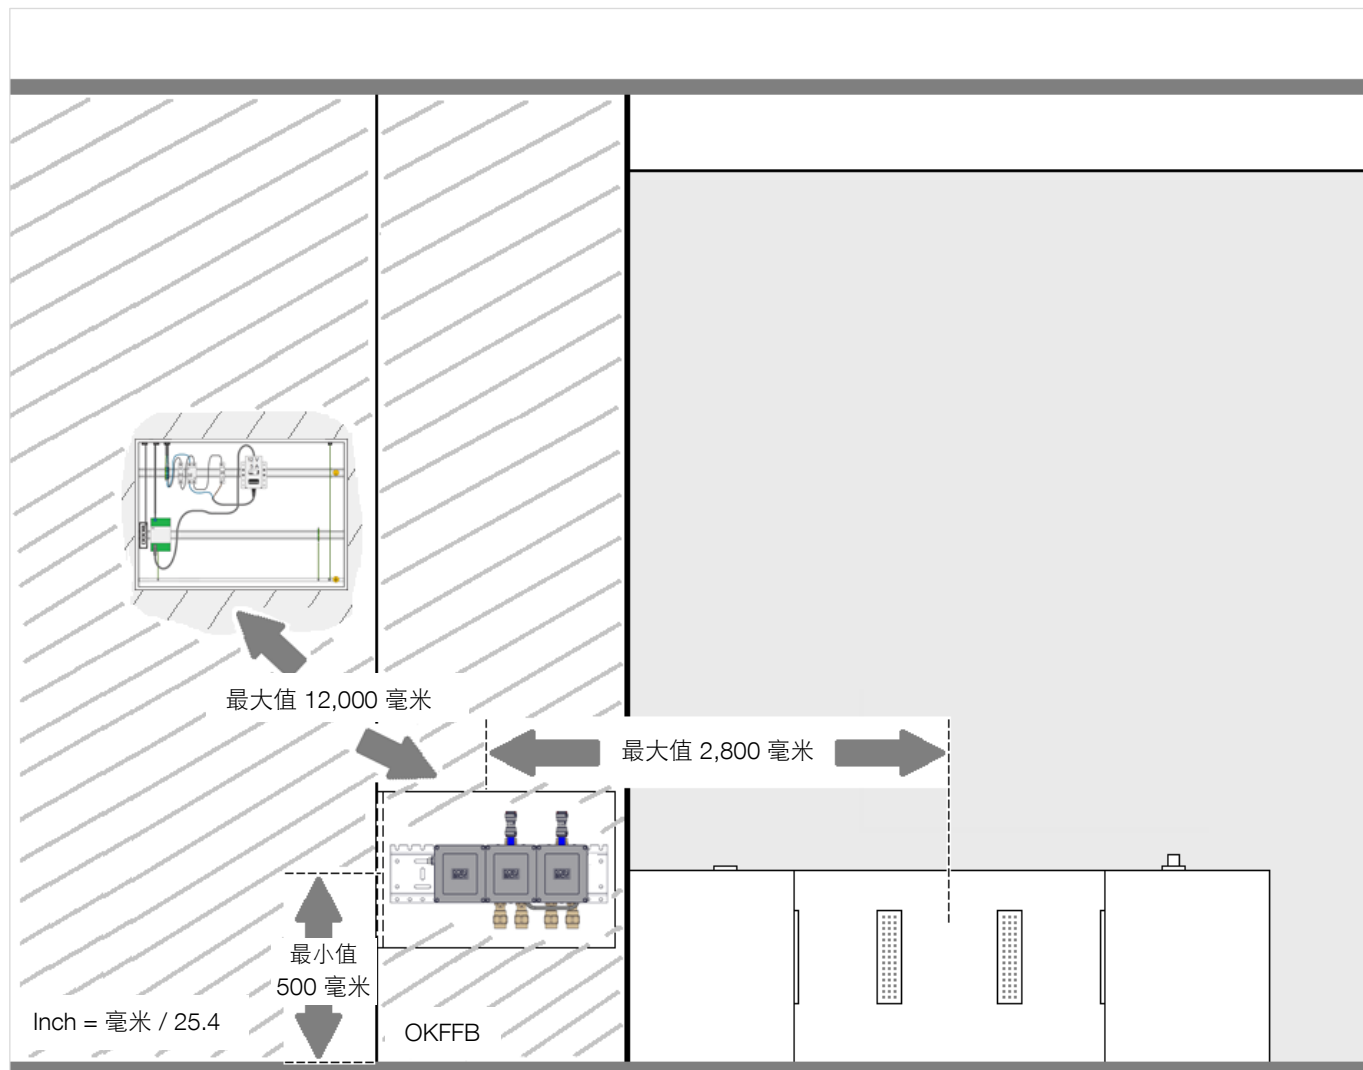 最大值 12,000 毫米
最大值 2,800 毫米
最小值
500 毫米
Inch = 毫米 / 25.4
OKFFB